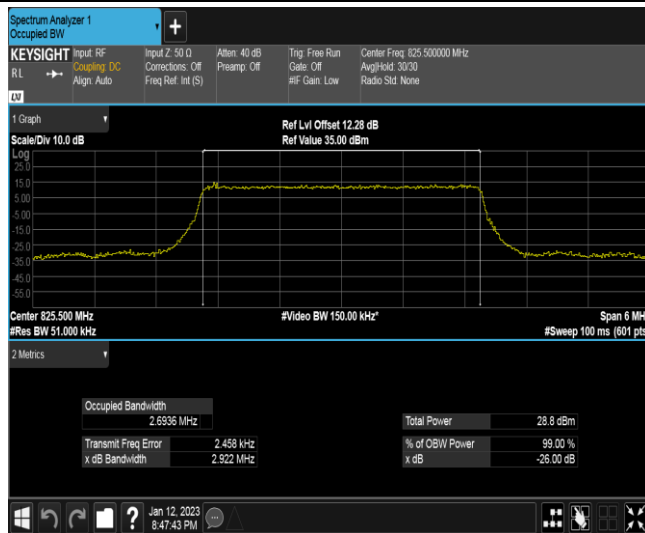 Spectrum Analyzer 1
Occupied BW
+
KEYSIGHT Input: RF Input Z: 50 Ω Atten: 40 dB Trig: Free Run Center Freq: 825.500000 MHz
RL Coupling: DC Corrections: Off Preamp: Off Gate: Off Avg|Hold: 30/30
Align: Auto Freq Ref: Int (S) #IF Gain: Low Radio Std: None
1 Graph
Ref Lvl Offset 12.28 dB
Scale/Div 10.0 dB Ref Value 35.00 dBm
Log
25.0
15.0
5.00
-5.00
-15.0
-25.0
-35.0
-45.0
-55.0
Center 825.500 MHz #Video BW 150.00 kHz* Span 6 MH
#Res BW 51.000 kHz #Sweep 100 ms (601 pts
2 Metrics
Occupied Bandwidth
2.6936 MHz Total Power 28.8 dBm
Transmit Freq Error 2.458 kHz % of OBW Power 99.00 %
x dB Bandwidth 2.922 MHz x dB -26.00 dB
?
Jan 12, 2023
8:47:43 PM